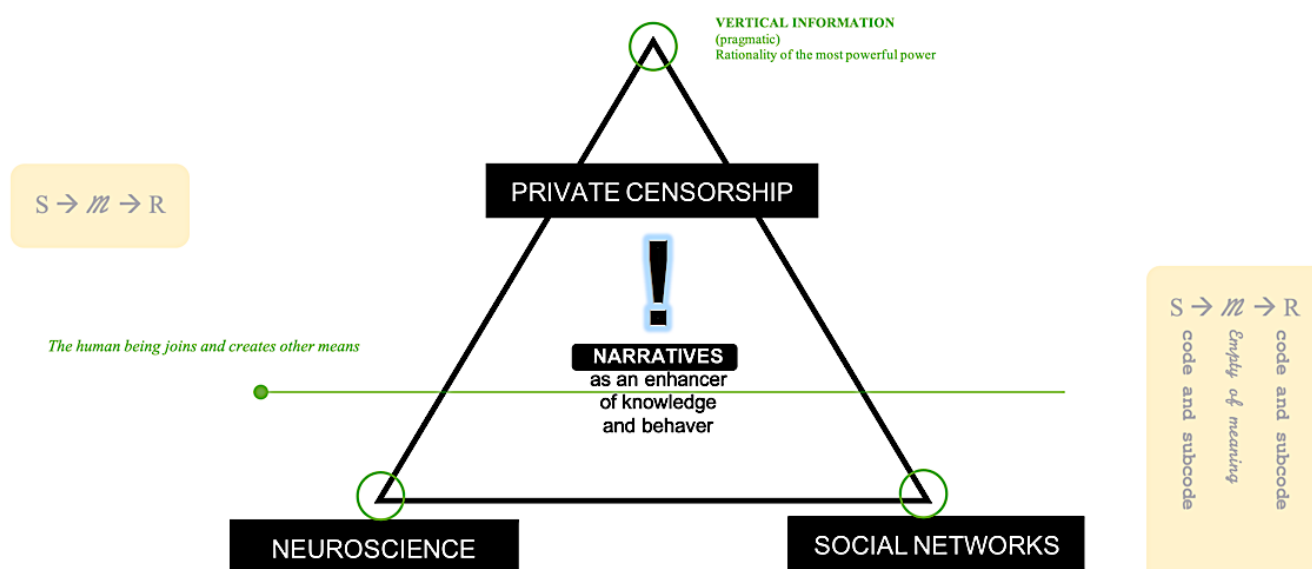 VERTICAL INFORMATION
(pragmatic)
Rationality of the most powerful power
PRIVATE CENSORSHIP
S → m → R
!
The human being joins and creates other means
NARRATIVES
as an enhancer
of knowledge
and behaver
S → m → R
code and subcode
Empty of meaning
code and subcode
NEUROSCIENCE
SOCIAL NETWORKS